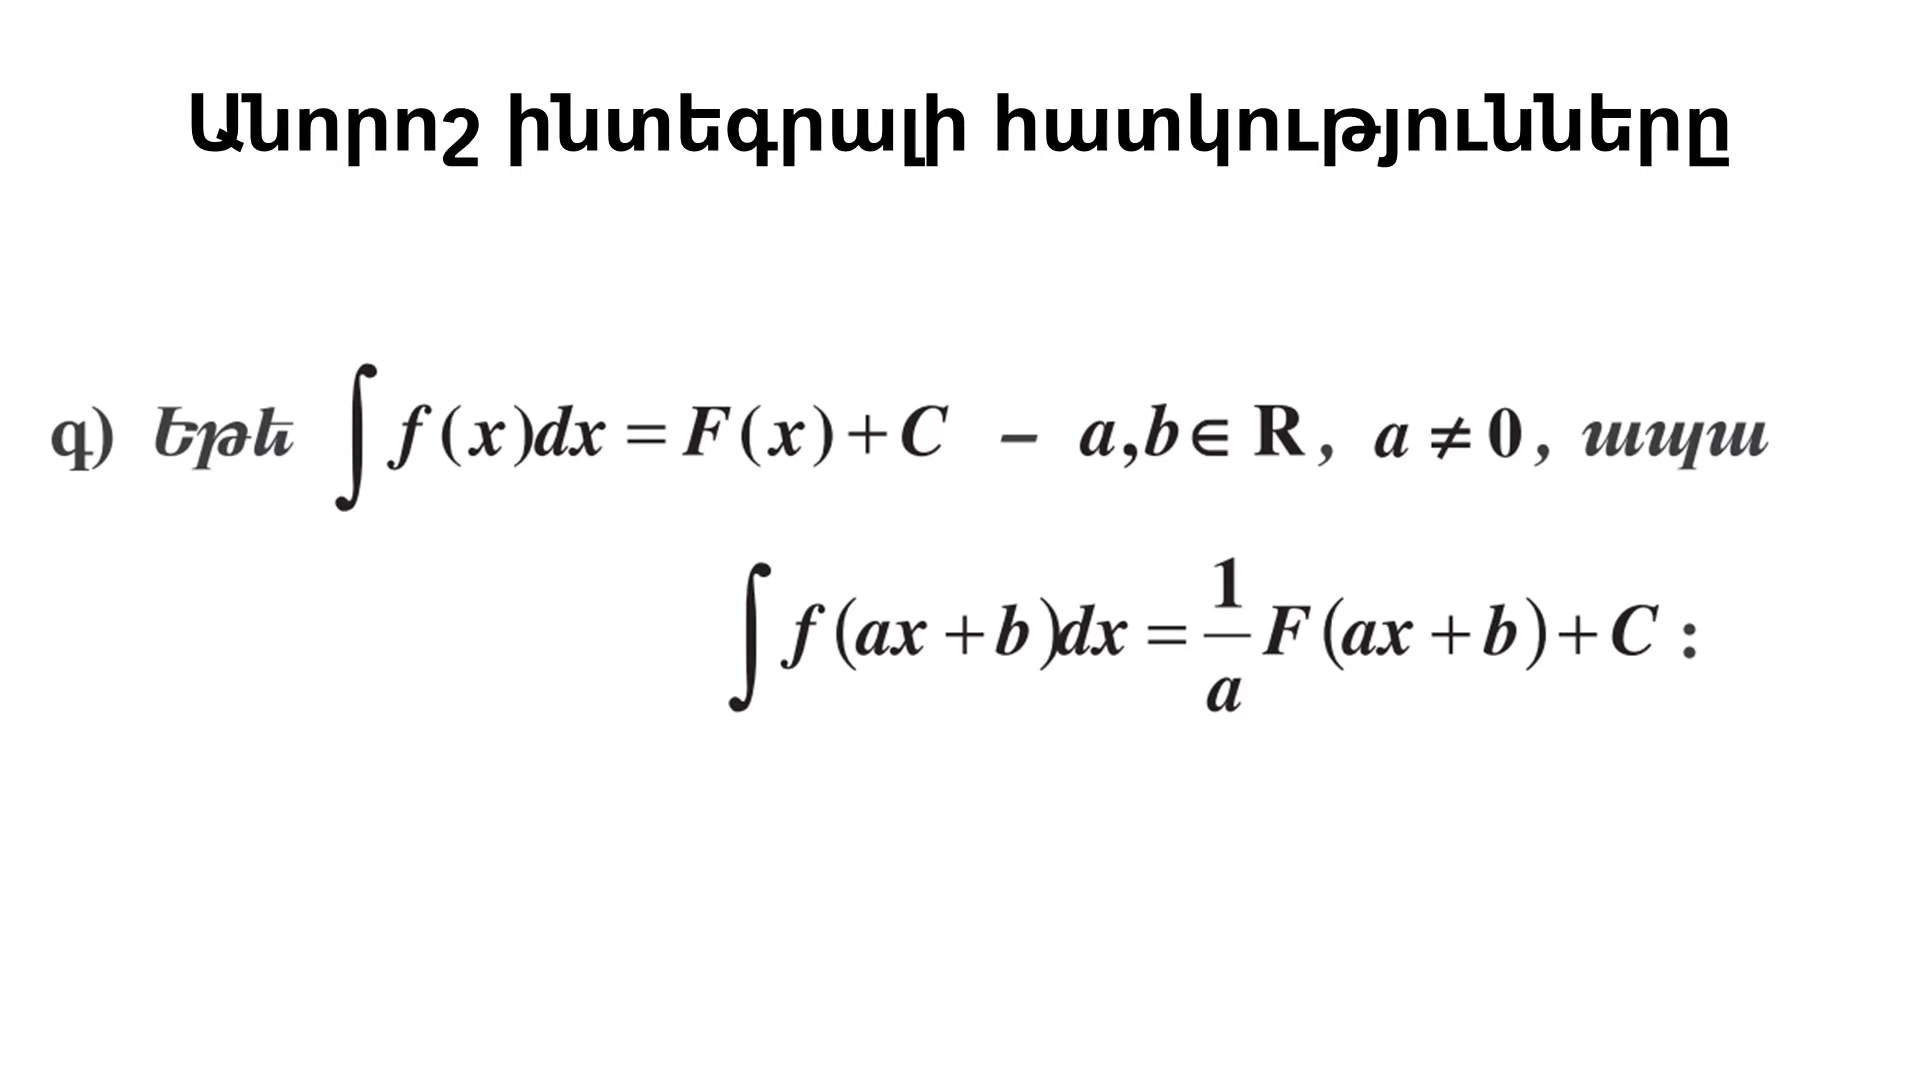 Անորոշ ինտեգրալի հատկությունները
գ) Եթե ∫ f(x)dx = F(x)+C – a,b∈R, a≠0, ապա
∫ f(ax+b)dx = 1/a F(ax+b)+C :